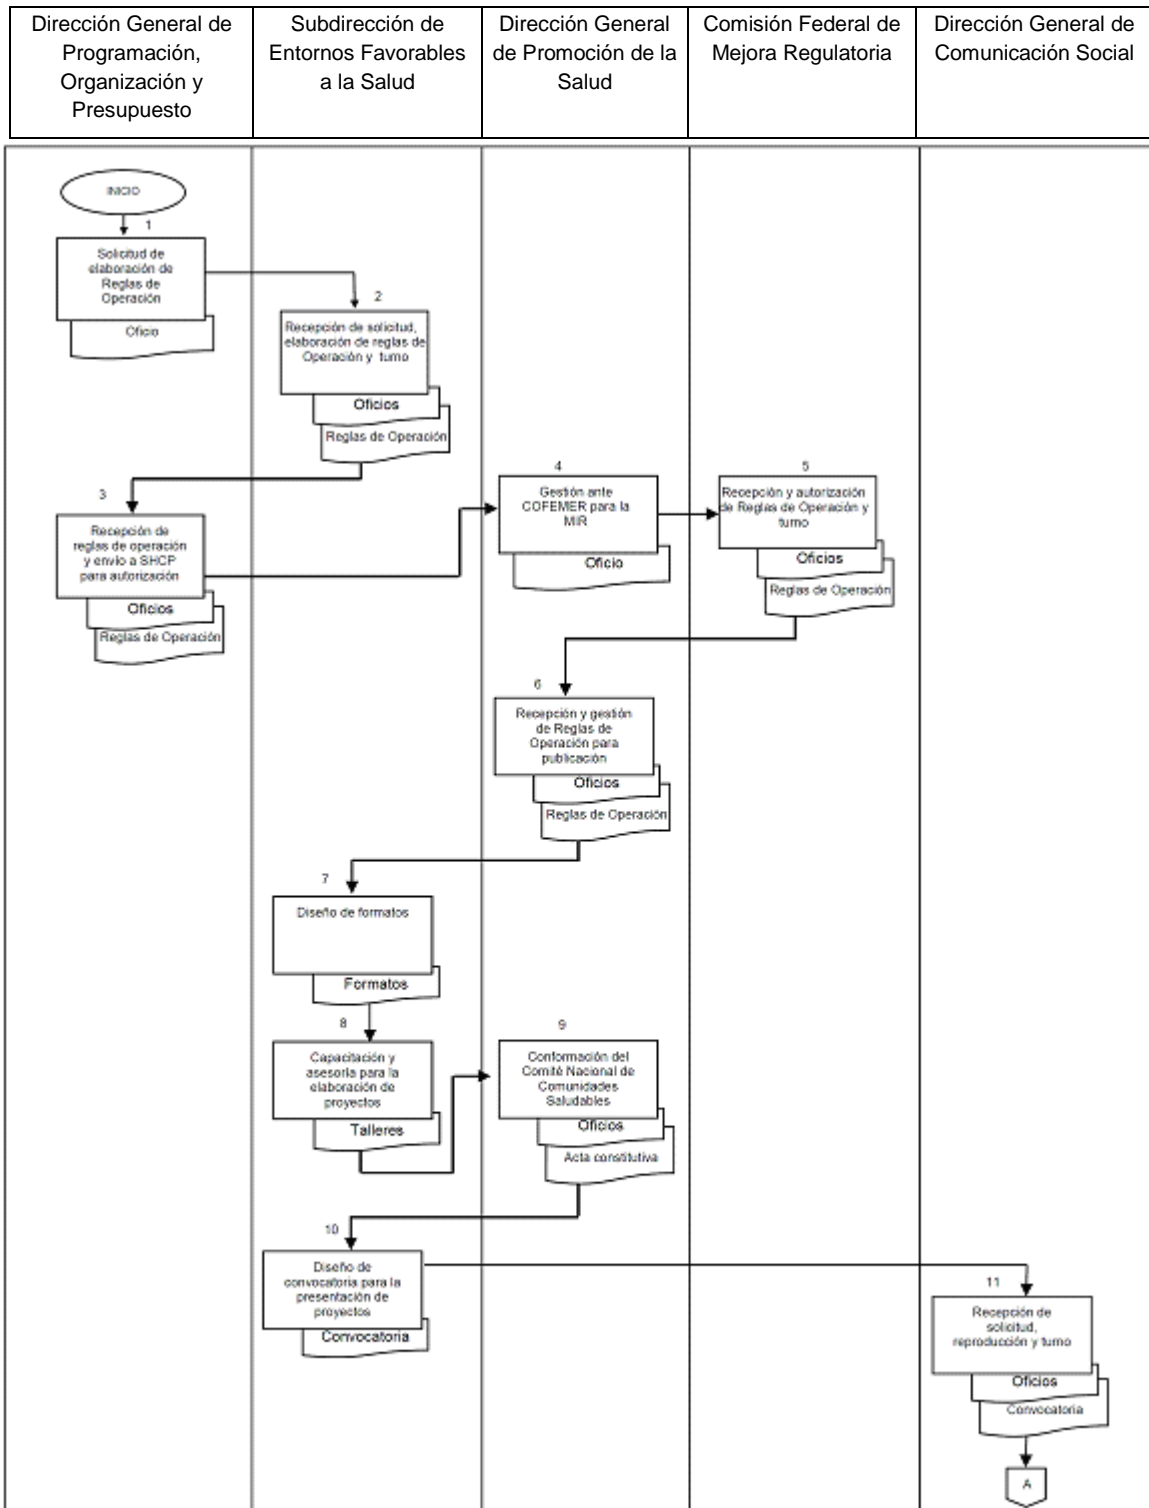 Dirección General de
Programación,
Organización y
Presupuesto
Subdirección de
Entornos Favorables
a la Salud
Dirección General
de Promoción de la
Salud
Comisión Federal de
Mejora Regulatoria
Dirección General de
Comunicación Social
INICIO
1
Solicitud de
elaboración de
Reglas de
Operación
Oficio
2
Recepción de solicitud,
elaboración de reglas de
Operación y turno
Oficios
Reglas de Operación
3
Recepción de
reglas de operación
y envío a SHCP
para autorización
Oficios
Reglas de Operación
4
Gestión ante
COFEMER para la
MIR
Oficio
5
Recepción y autorización
de Reglas de Operación y
turno
Oficios
Reglas de Operación
6
Recepción y gestión
de Reglas de
Operación para
publicación
Oficios
Reglas de Operación
7
Diseño de formatos
Formatos
8
Capacitación y
asesoría para la
elaboración de
proyectos
Talleres
9
Conformación del
Comité Nacional de
Comunidades
Saludables
Oficios
Acta constitutiva
10
Diseño de
convocatoria para la
presentación de
proyectos
Convocatoria
11
Recepción de
solicitud,
reproducción y turno
Oficios
Convocatoria
A